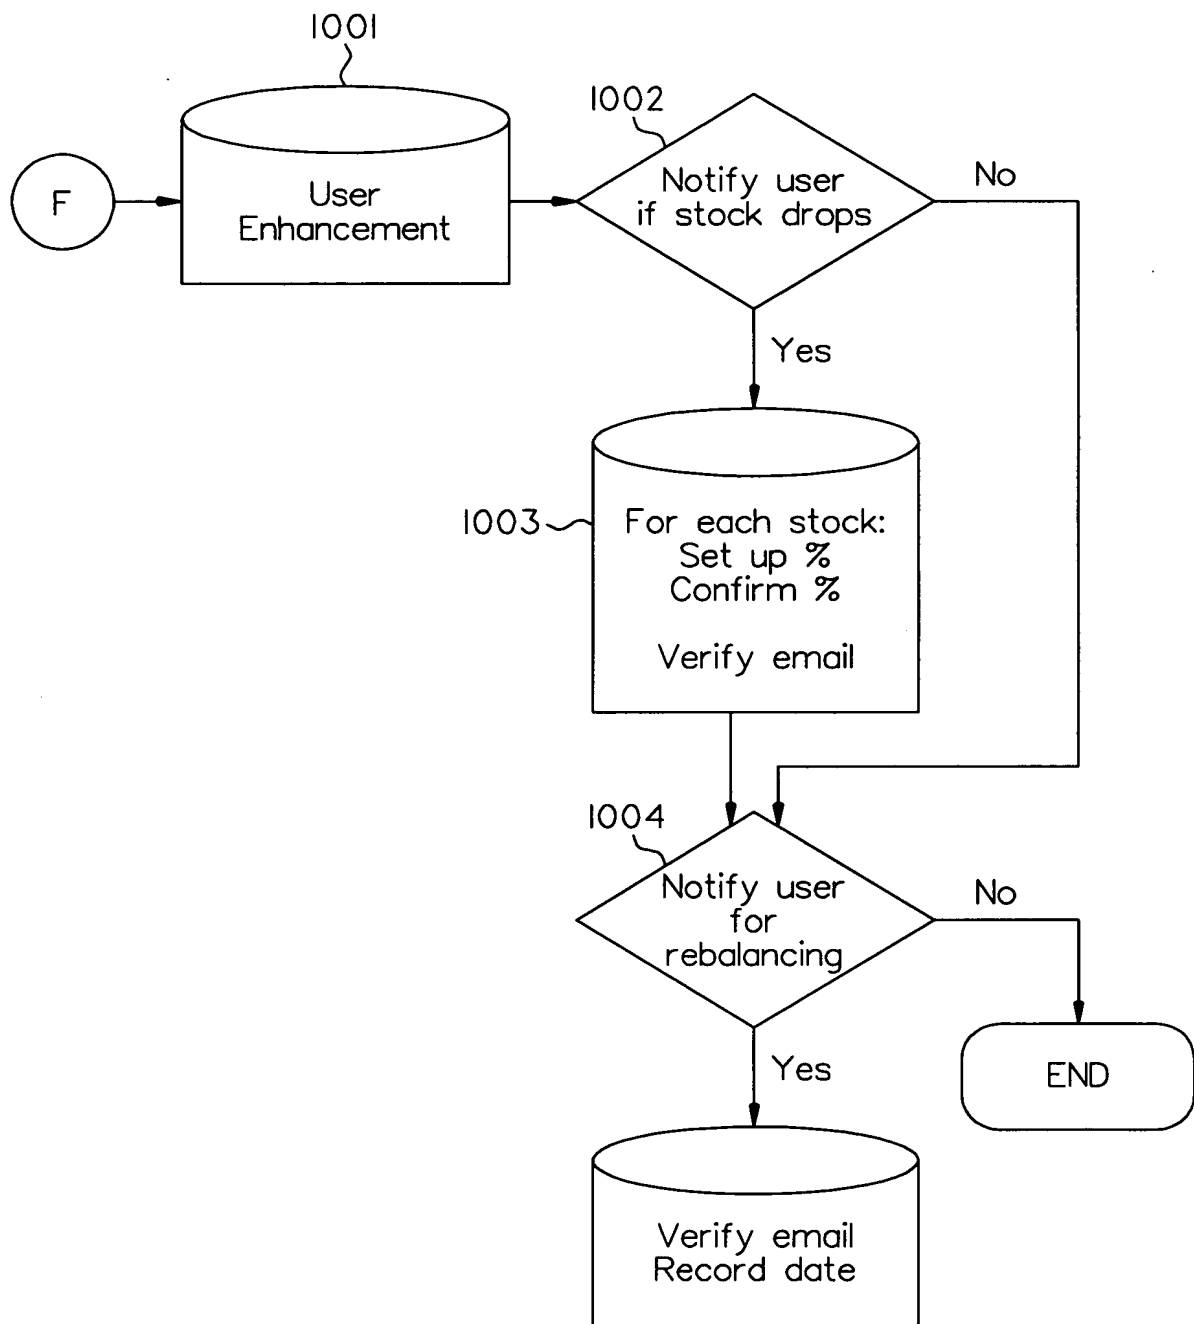 1001
F
User
Enhancement
1002
Notify user
if stock drops
No
Yes
1003
For each stock:
Set up %
Confirm %
Verify email
1004
Notify user
for
rebalancing
No
Yes
END
Verify email
Record date